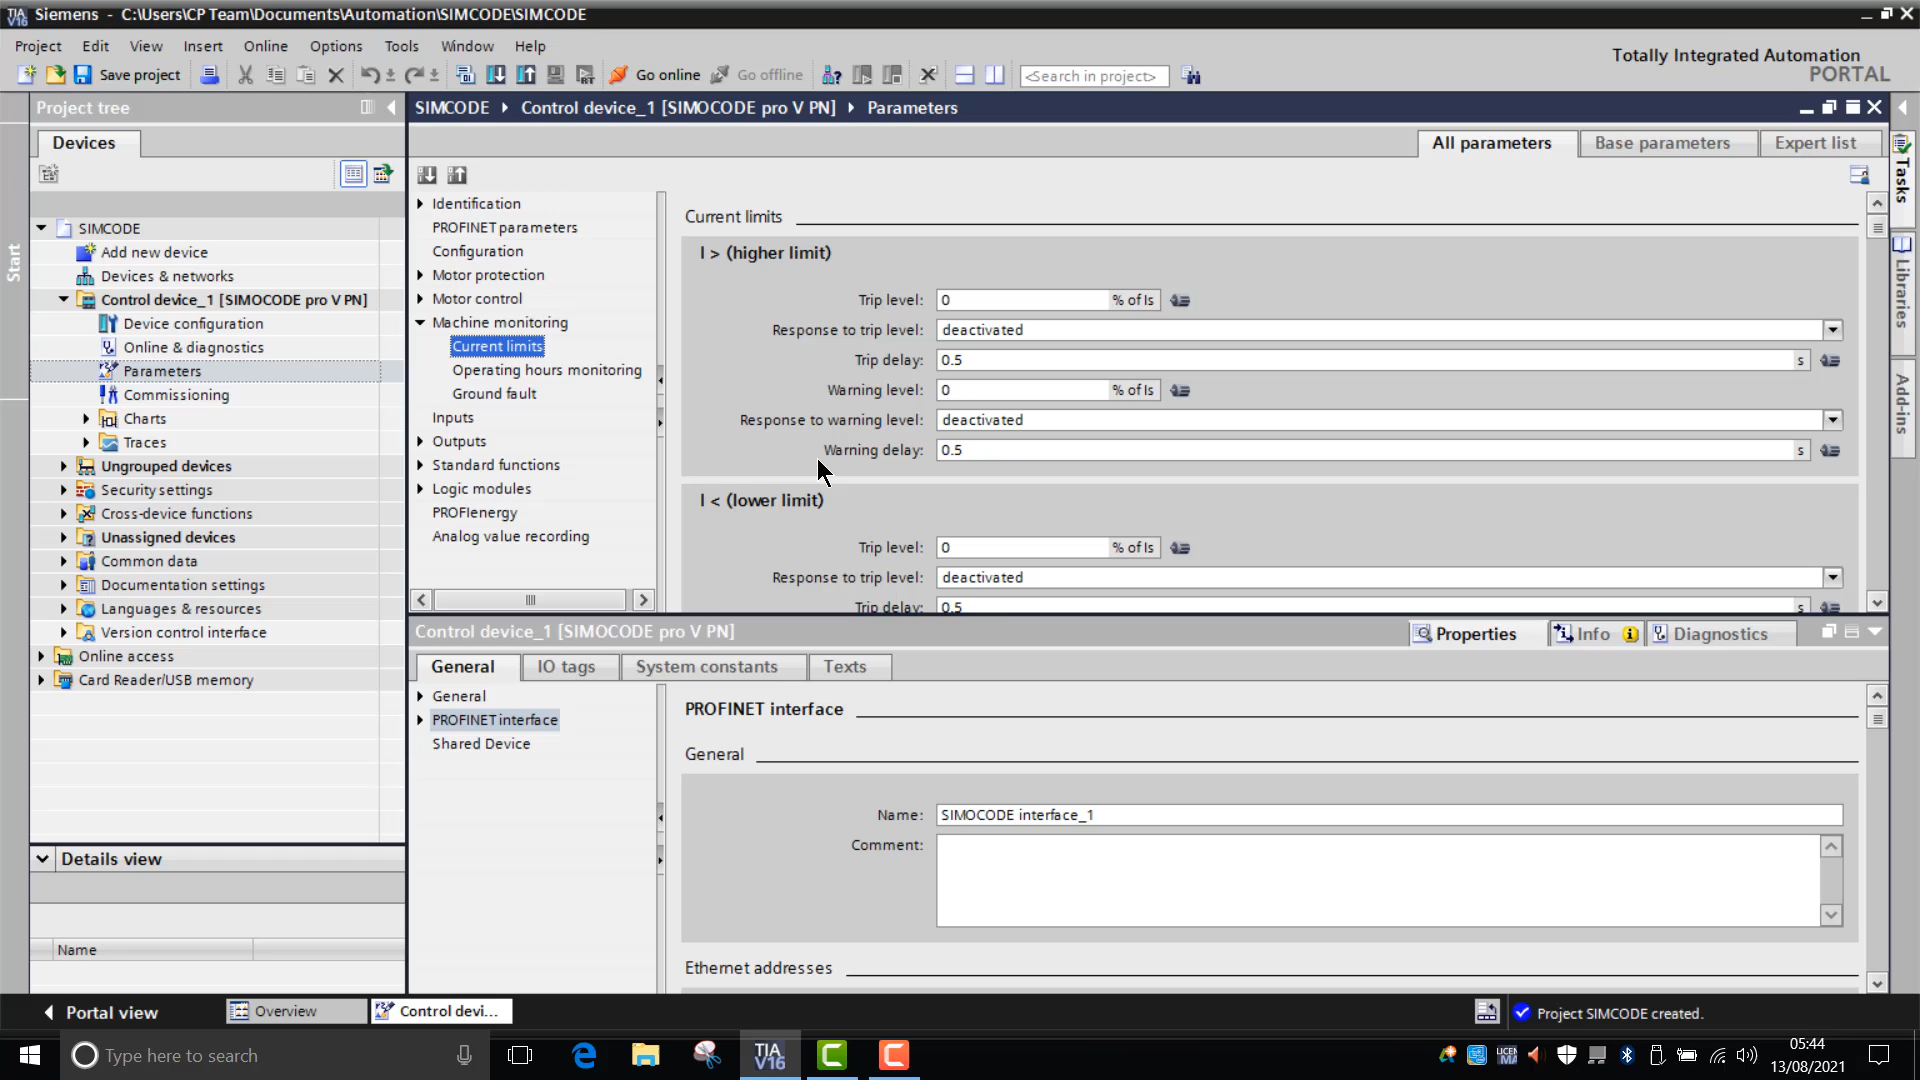 Siemens - C:\Users\CP Team\Documents\Automation\SIMCODE\SIMCODE
Project Edit View Insert Online Options Tools Window Help
Totally Integrated Automation
PORTAL
Save project
Go online
Go offline
<Search in project>
Project tree
SIMCODE Control device_1 [SIMOCODE pro V PN] Parameters
Devices
All parameters
Base parameters
Expert list
Start
Tasks
Libraries
Add-ins
SIMCODE
Add new device
Devices & networks
Control device_1 [SIMOCODE pro V PN]
Device configuration
Online & diagnostics
Parameters
Commissioning
Charts
Traces
Ungrouped devices
Security settings
Cross-device functions
Unassigned devices
Common data
Documentation settings
Languages & resources
Version control interface
Online access
Card Reader/USB memory
Identification
PROFINET parameters
Configuration
Motor protection
Motor control
Machine monitoring
Current limits
Operating hours monitoring
Ground fault
Inputs
Outputs
Standard functions
Logic modules
PROFIenergy
Analog value recording
Current limits
I > (higher limit)
Trip level: 0 % of Is
Response to trip level: deactivated
Trip delay: 0.5 s
Warning level: 0 % of Is
Response to warning level: deactivated
Warning delay: 0.5 s
I < (lower limit)
Trip level: 0 % of Is
Response to trip level: deactivated
Trip delay: 0.5 s
Control device_1 [SIMOCODE pro V PN]
Properties
Info
Diagnostics
General
IO tags
System constants
Texts
General
PROFINET interface
Shared Device
PROFINET interface
General
Name: SIMOCODE interface_1
Comment:
Ethernet addresses
Details view
Name
Portal view
Overview
Control devi...
Project SIMCODE created.
Type here to search
TIA
V16
05:44
13/08/2021